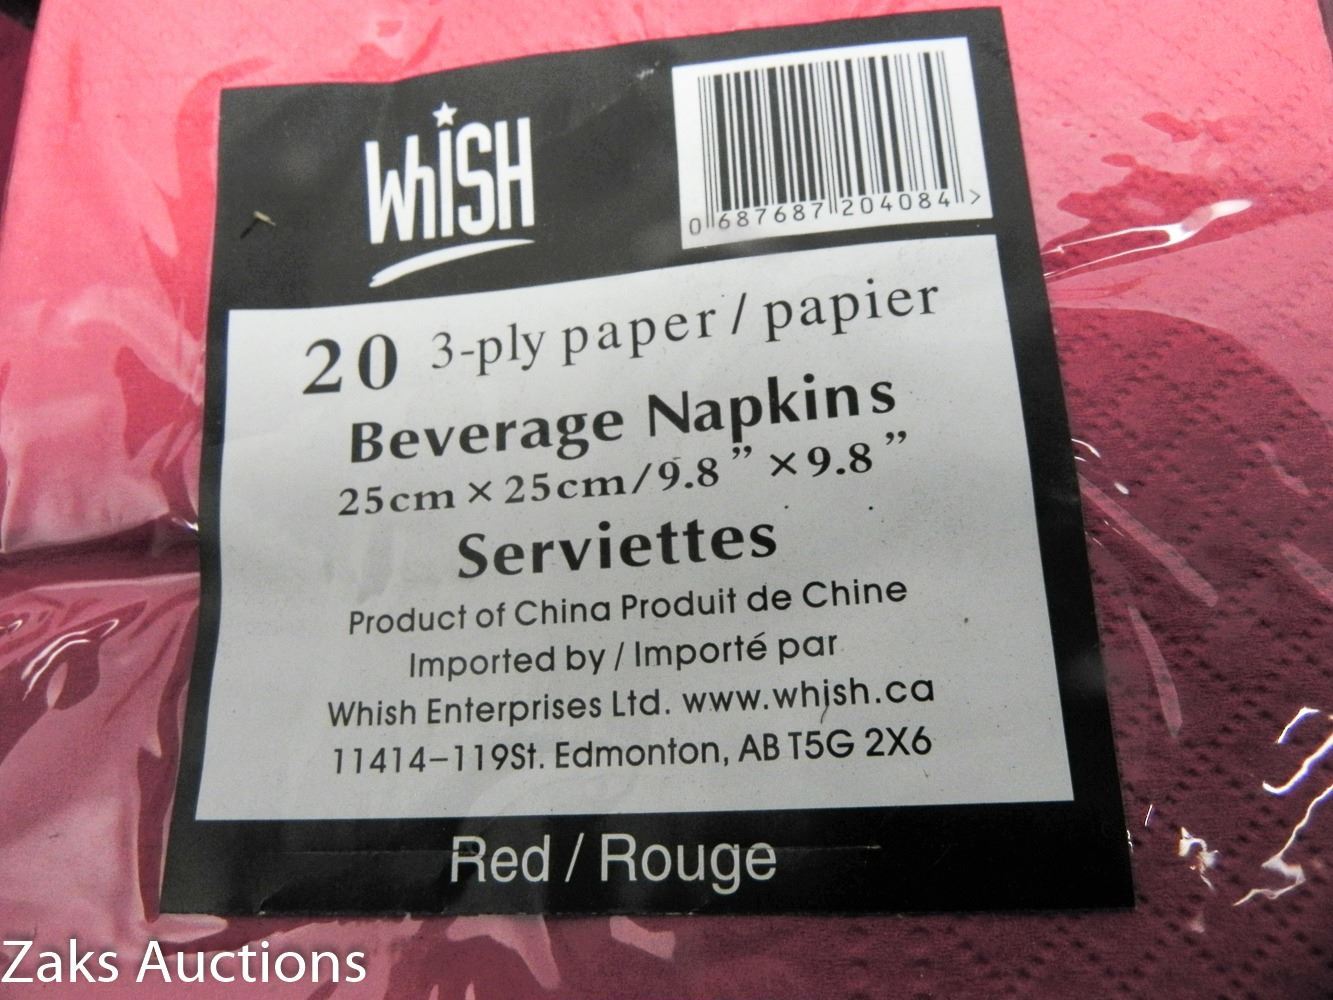 WhiSH
0 687687 204084 >
20 3-ply paper / papier
Beverage Napkins
25cm × 25cm/9.8” ×9.8”
Serviettes
Product of China Produit de Chine
Imported by / Importé par
Whish Enterprises Ltd. www.whish.ca
11414-119St. Edmonton, AB T5G 2X6
Red / Rouge
Zaks Auctions